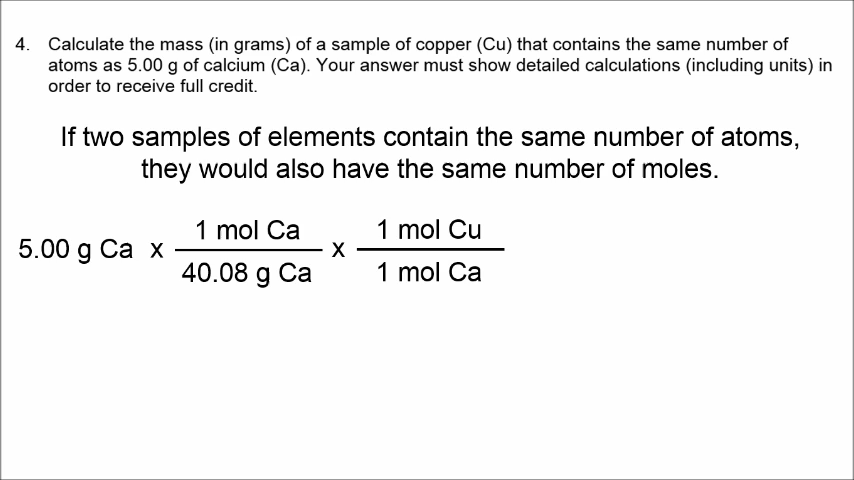 4. Calculate the mass (in grams) of a sample of copper (Cu) that contains the same number of
atoms as 5.00 g of calcium (Ca). Your answer must show detailed calculations (including units) in
order to receive full credit.
If two samples of elements contain the same number of atoms,
they would also have the same number of moles.
1 mol Ca 1 mol Cu
5.00 g Ca x x
40.08 g Ca 1 mol Ca